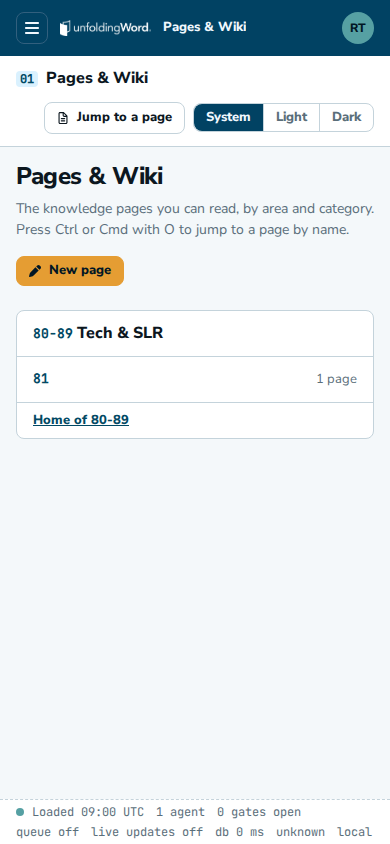 unfoldingWord. Pages & Wiki RT
01 Pages & Wiki
Jump to a page System Light Dark
Pages & Wiki
The knowledge pages you can read, by area and category.
Press Ctrl or Cmd with O to jump to a page by name.
New page
80-89 Tech & SLR
81 1 page
Home of 80-89
Loaded 09:00 UTC 1 agent 0 gates open
queue off live updates off db 0 ms unknown local